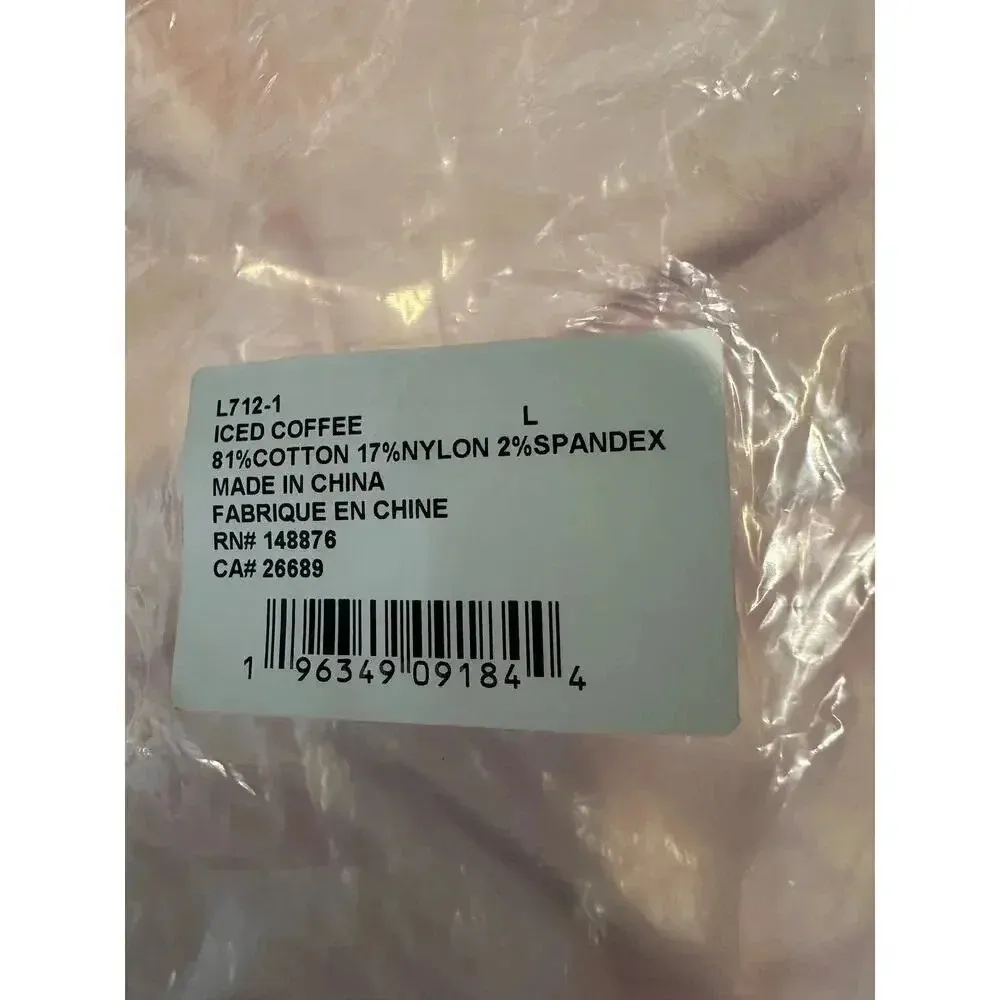 L712-1
ICED COFFEE L
81%COTTON 17%NYLON 2%SPANDEX
MADE IN CHINA
FABRIQUE EN CHINE
RN# 148876
CA# 26689
1 96349 09184 4